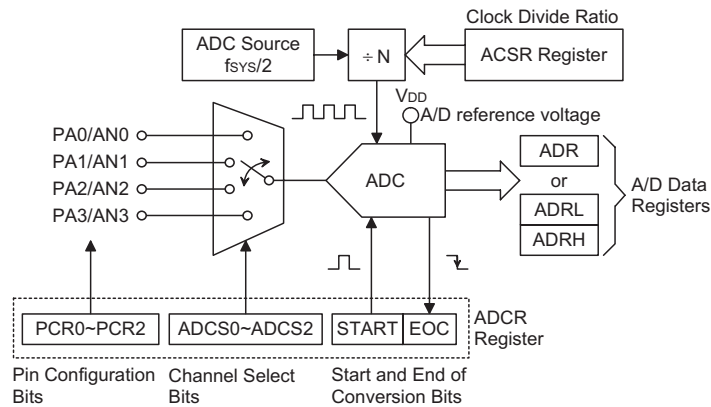 Clock Divide Ratio
ADC Source
fSYS/2
÷ N
ACSR Register
VDD
A/D reference voltage
PA0/AN0
PA1/AN1
PA2/AN2
PA3/AN3
ADC
ADR
or
ADRL
ADRH
A/D Data
Registers
PCR0~PCR2
ADCS0~ADCS2
START
EOC
ADCR
Register
Pin Configuration
Bits
Channel Select
Bits
Start and End of
Conversion Bits